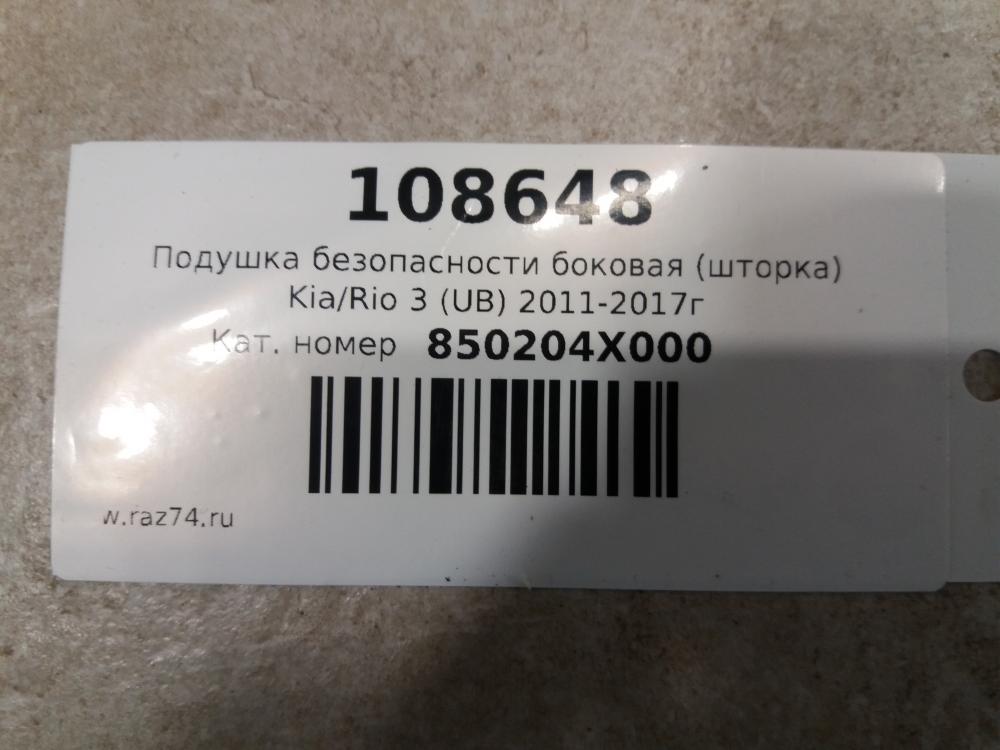 108648
Подушка безопасности боковая (шторка)
Kia/Rio 3 (UB) 2011-2017г
Кат. номер 850204X000
w.raz74.ru